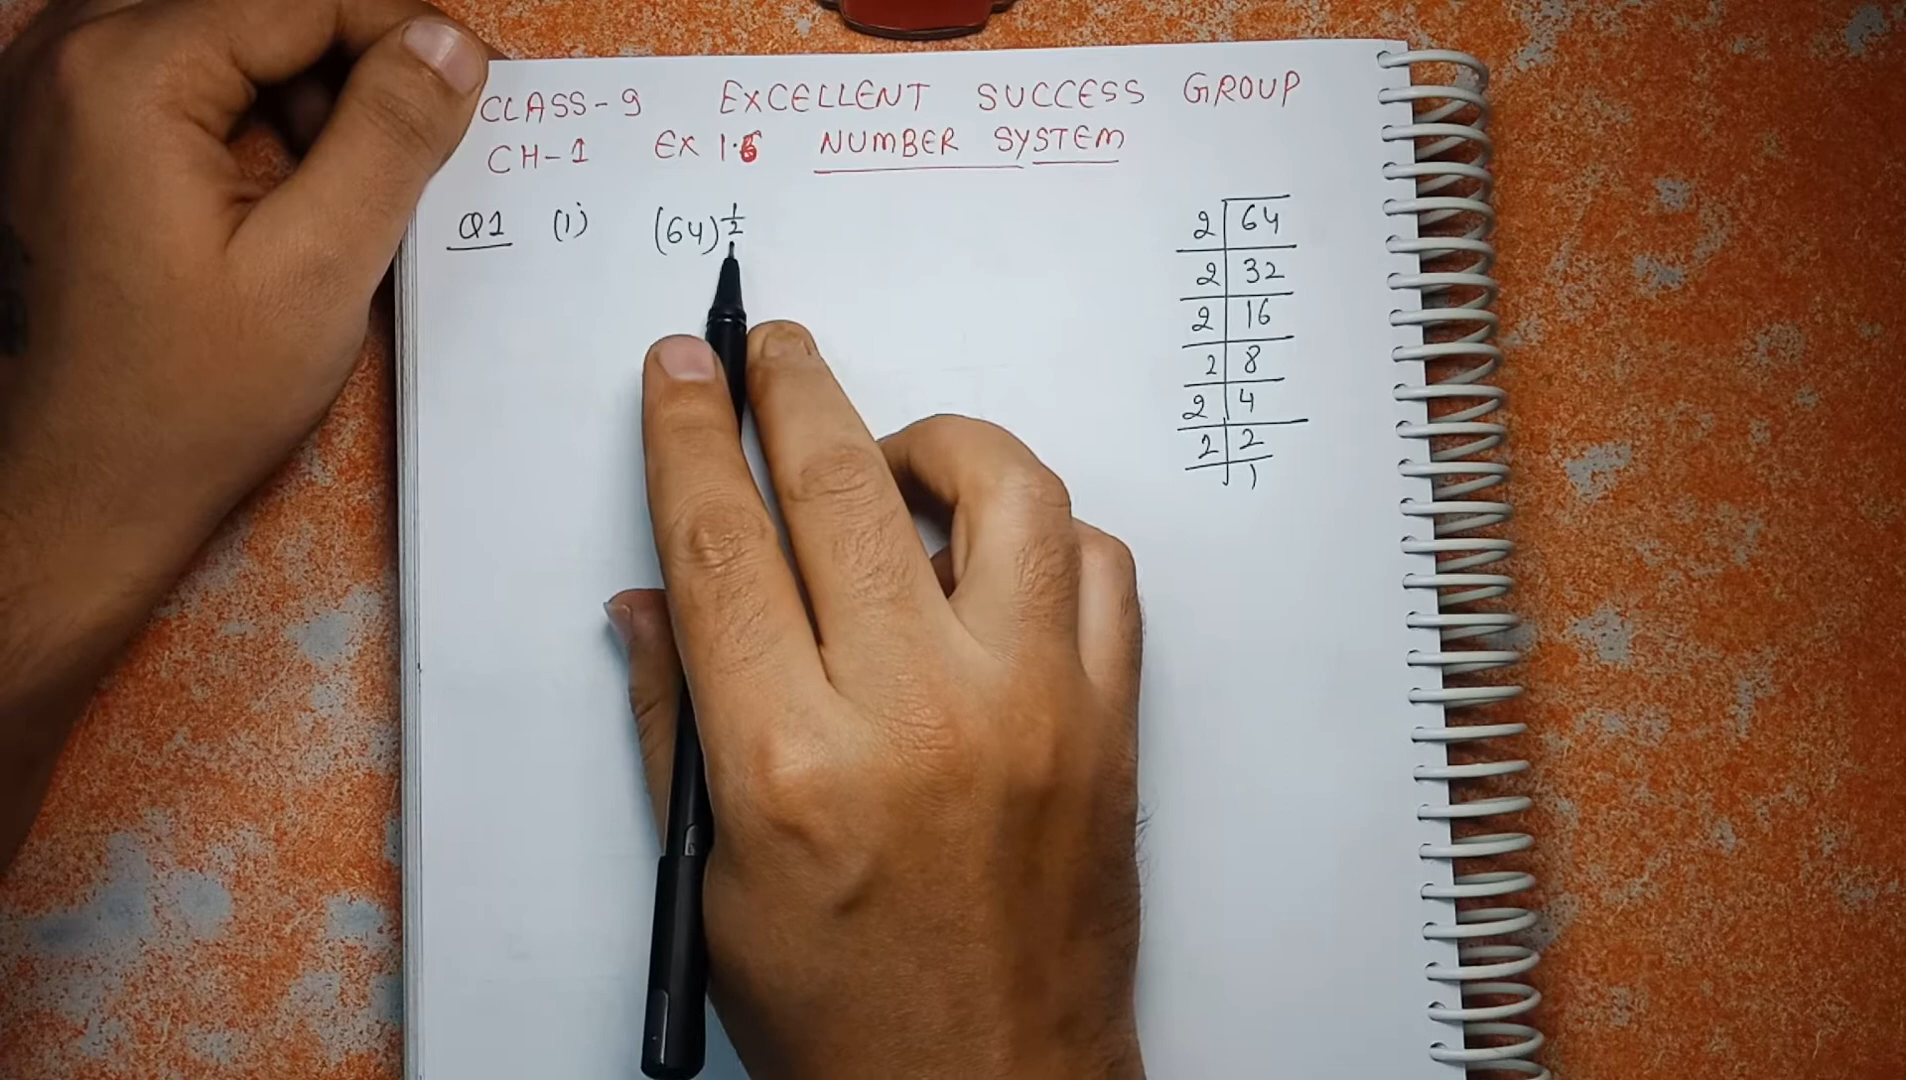 CLASS-9 EXCELLENT SUCCESS GROUP
CH-1 EX 1.5 NUMBER SYSTEM
Q1 (i) (64)^1/2
2 | 64
2 | 32
2 | 16
2 | 8
2 | 4
2 | 2
| 1